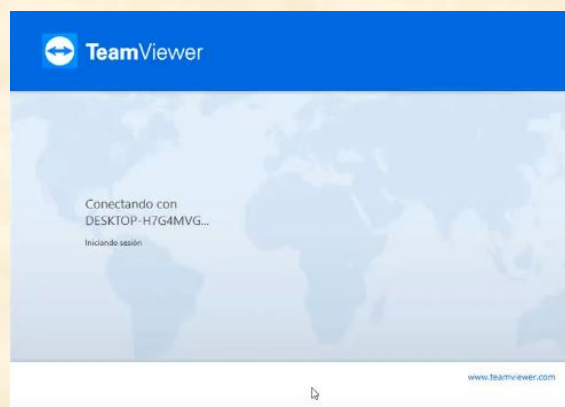 TeamViewer
Conectando con
DESKTOP-H7G4MVG...
Iniciando sesión
www.teamviewer.com